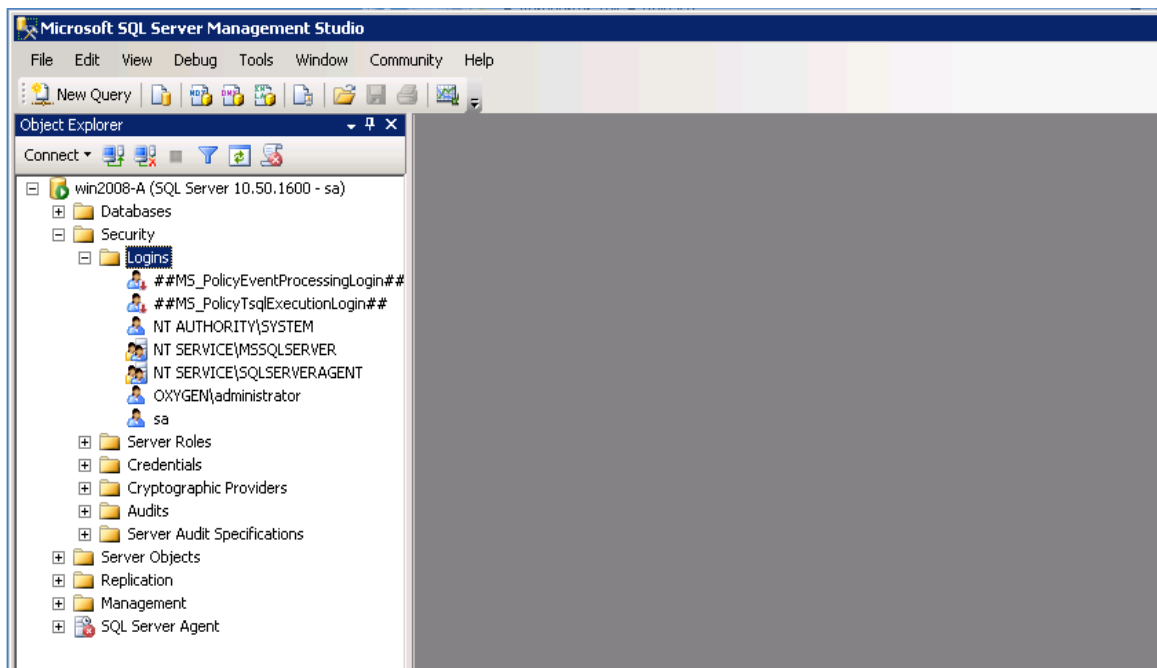 Microsoft SQL Server Management Studio
File Edit View Debug Tools Window Community Help
New Query
Object Explorer
Connect
win2008-A (SQL Server 10.50.1600 - sa)
Databases
Security
Logins
##MS_PolicyEventProcessingLogin##
##MS_PolicyTsqlExecutionLogin##
NT AUTHORITY\SYSTEM
NT SERVICE\MSSQLSERVER
NT SERVICE\SQLSERVERAGENT
OXYGEN\administrator
sa
Server Roles
Credentials
Cryptographic Providers
Audits
Server Audit Specifications
Server Objects
Replication
Management
SQL Server Agent